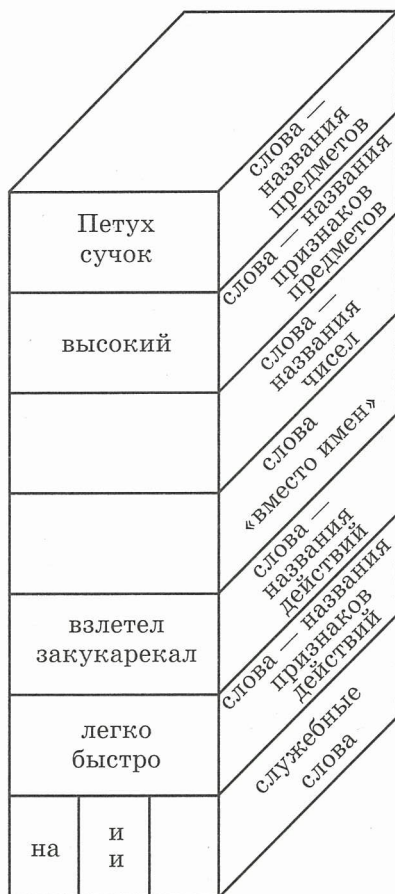 слова —
названия
предметов
Петух
сучок
слова — названия
признаков
предметов
высокий
слова —
названия
чисел
слова
«вместо имен»
слова —
названия
действий
взлетел
закукарекал
слова — названия
признаков
действий
легко
быстро
служебные
слова
на
и
и